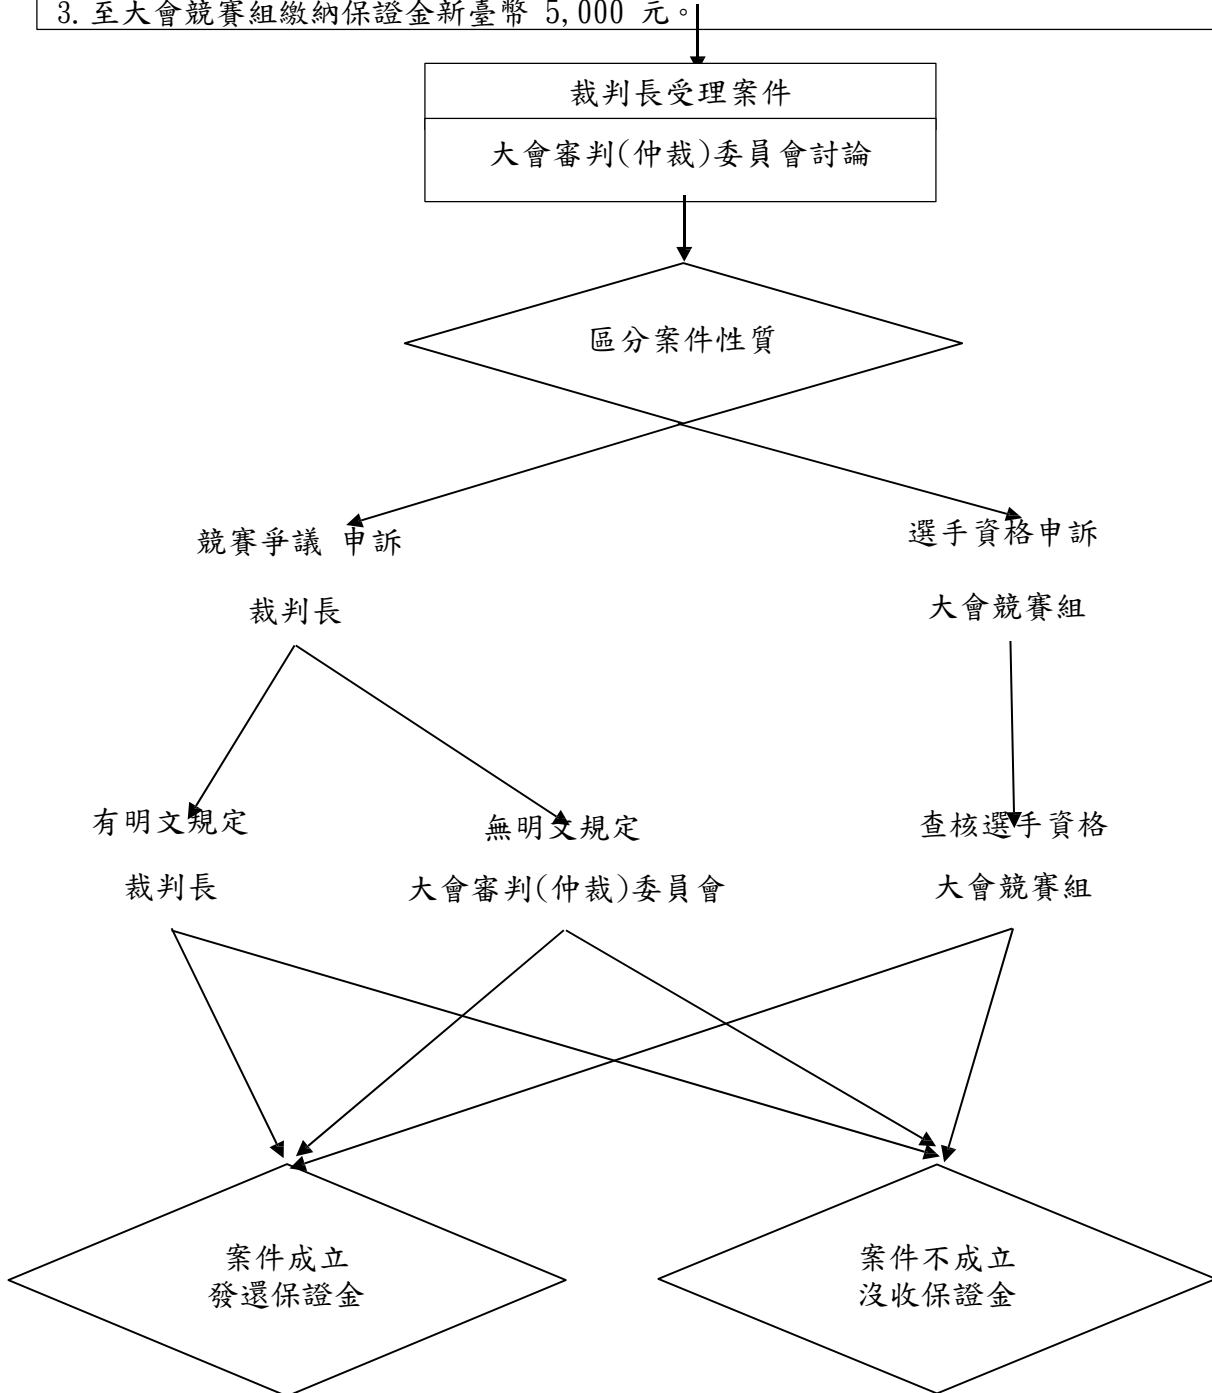 3. 至大會競賽組繳納保證金新臺幣 5,000 元。
裁判長受理案件
大會審判(仲裁)委員會討論
區分案件性質
競賽爭議 申訴
裁判長
選手資格申訴
大會競賽組
有明文規定
裁判長
無明文規定
大會審判(仲裁)委員會
查核選手資格
大會競賽組
案件成立
發還保證金
案件不成立
沒收保證金